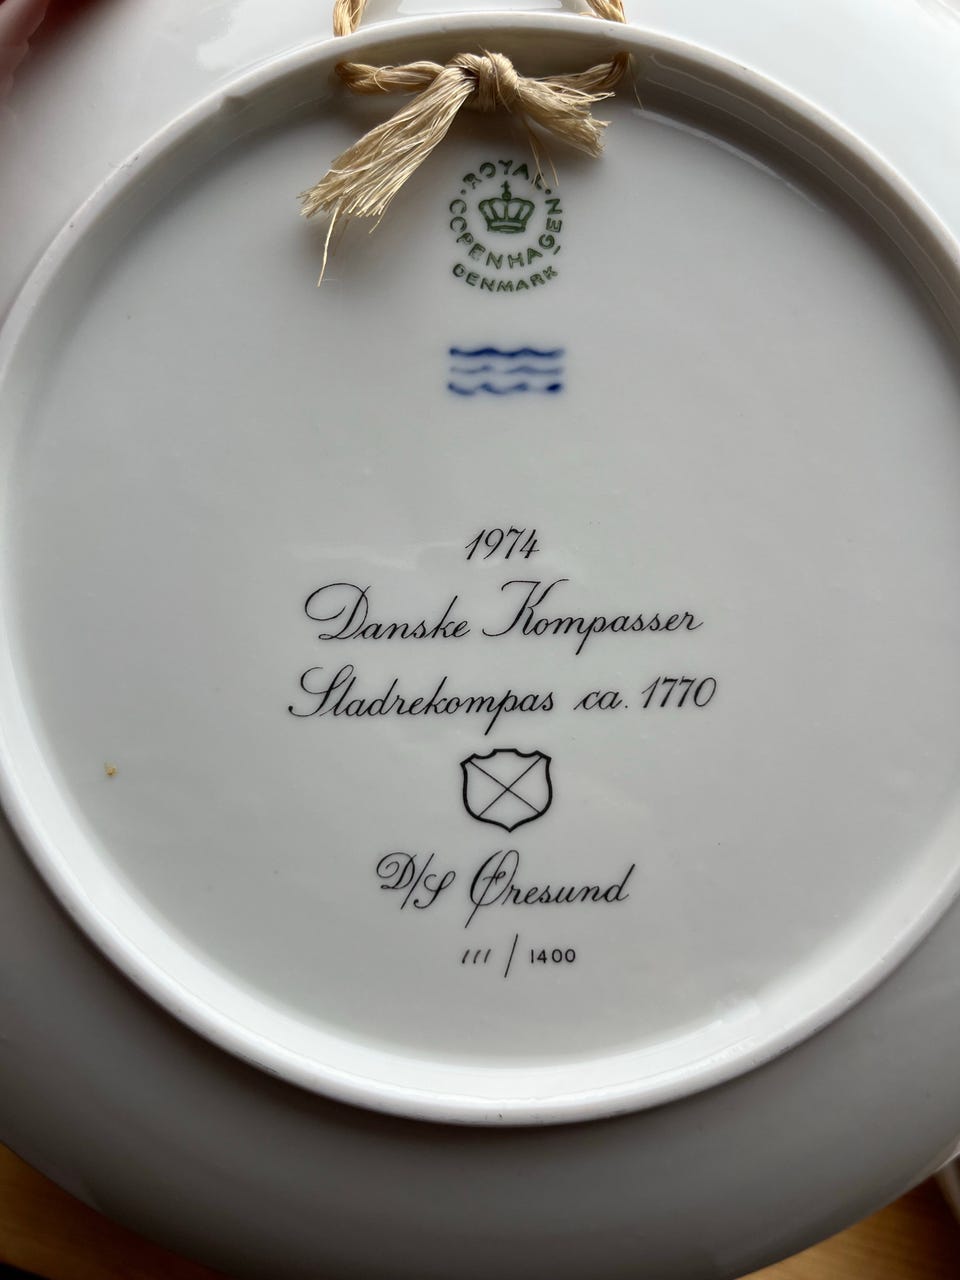 ROYAL COPENHAGEN
DENMARK
1974
Danske Kompasser
Sladrekompas ca. 1770
D/S Øresund
111 / 1400